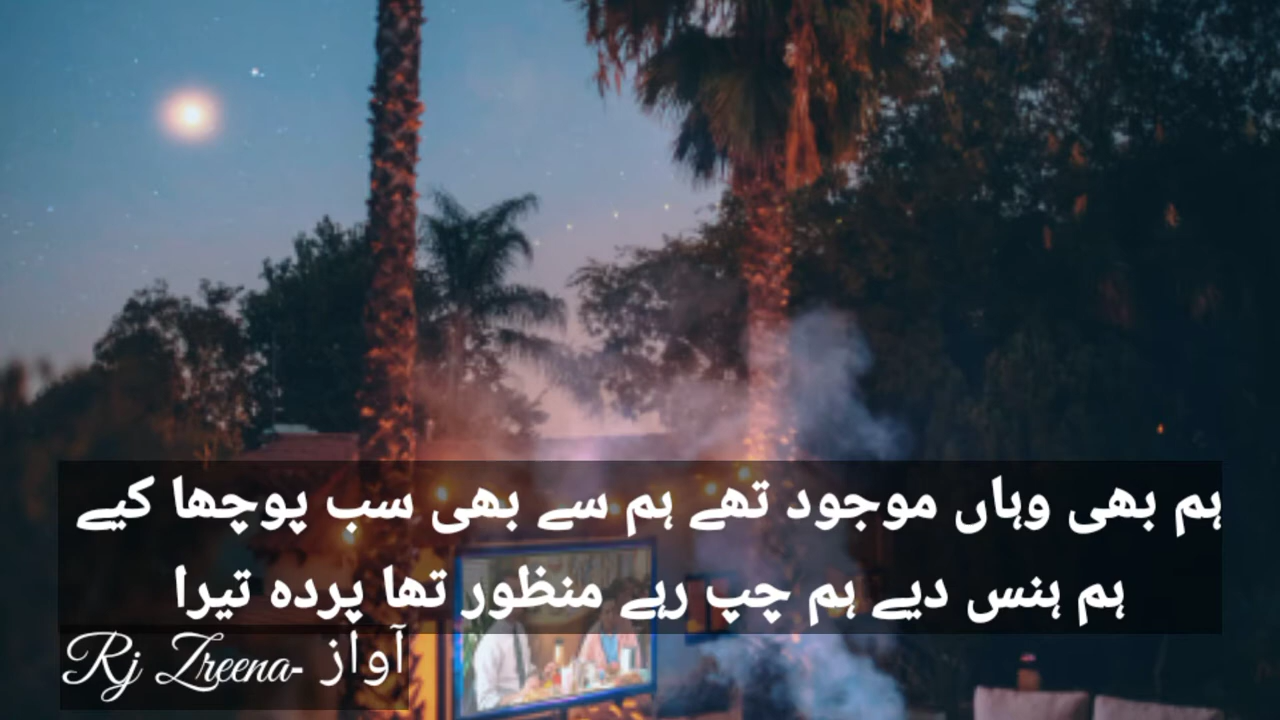 ہم بھی وہاں موجود تھے ہم سے بھی سب پوچھا کیے
ہم ہنس دیے ہم چپ رہے منظور تھا پردہ تیرا
آواز -Rj Zreena